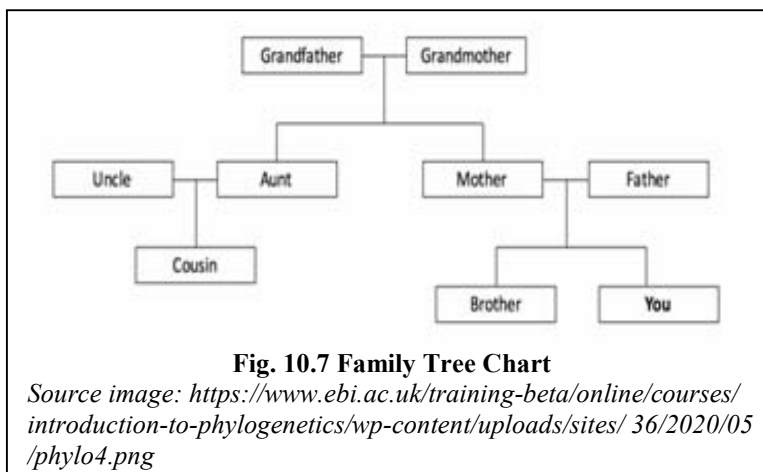 Grandfather Grandmother
Uncle Aunt Mother Father
Cousin
Brother You
Fig. 10.7 Family Tree Chart
Source image: https://www.ebi.ac.uk/training-beta/online/courses/
introduction-to-phylogenetics/wp-content/uploads/sites/ 36/2020/05
/phylo4.png